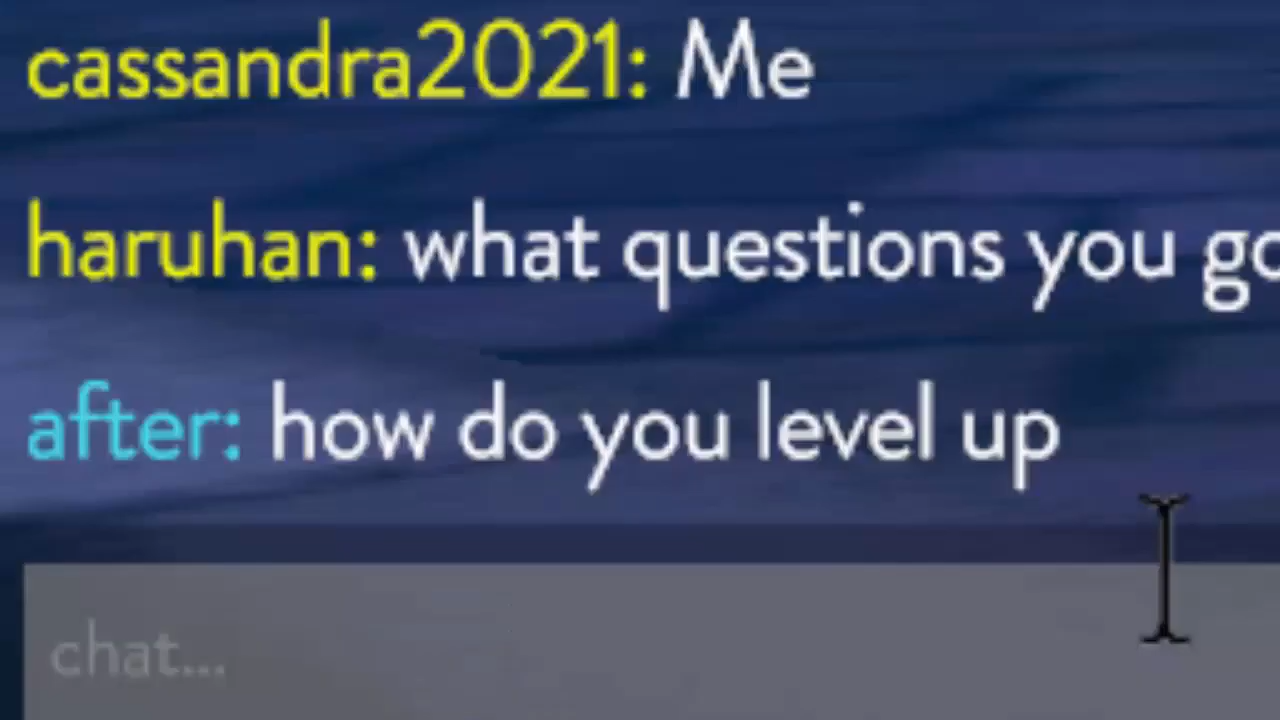 cassandra2021: Me
haruhan: what questions you
after: how do you level up
chat...